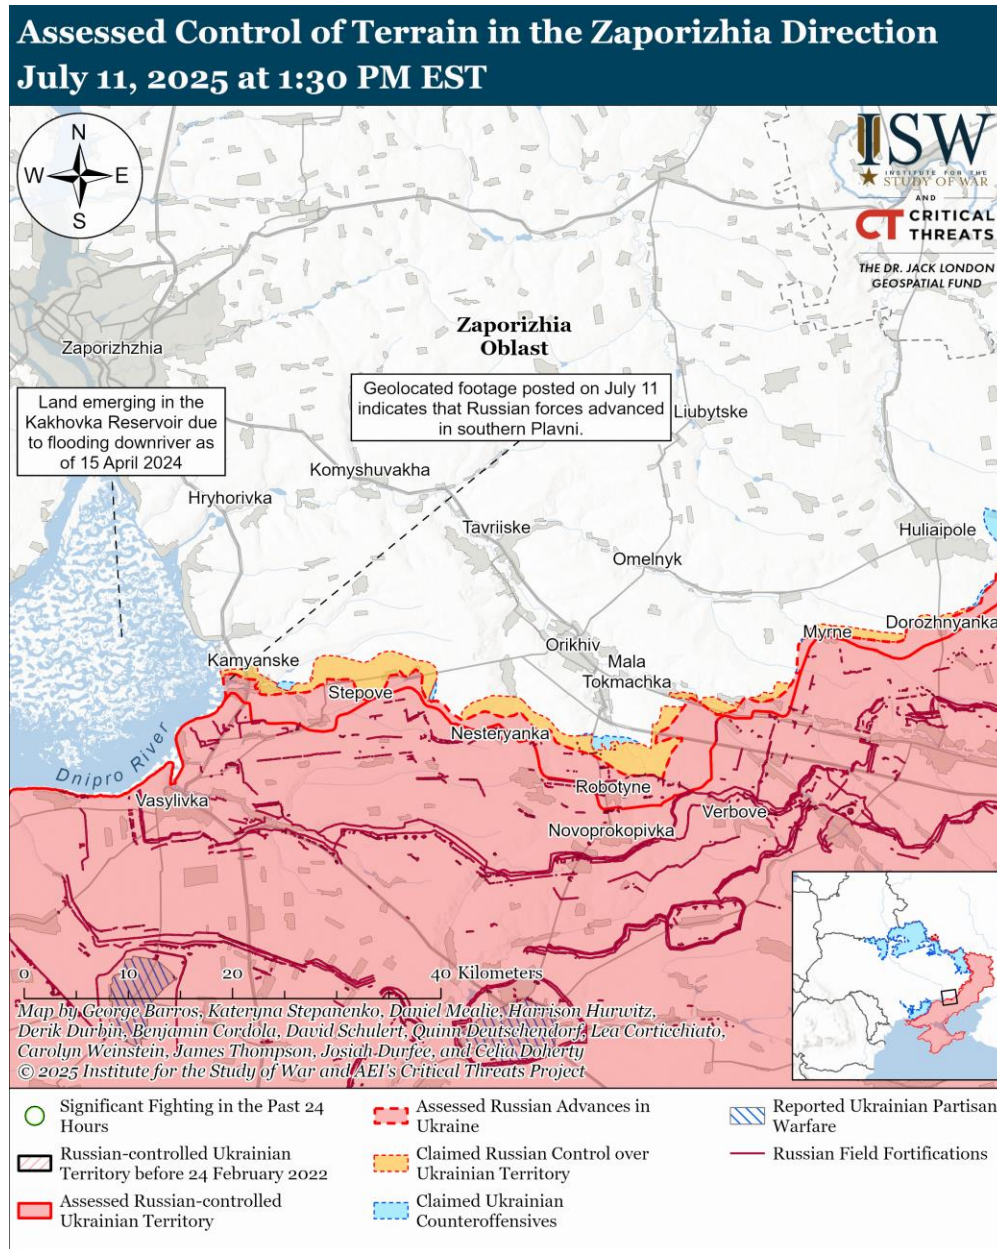 Assessed Control of Terrain in the Zaporizhia Direction
July 11, 2025 at 1:30 PM EST
N
W
E
S
ISW
INSTITUTE FOR THE
STUDY OF WAR
AND
CT CRITICAL
THREATS
THE DR. JACK LONDON
GEOSPATIAL FUND
Zaporizhia
Oblast
Zaporizhzhia
Land emerging in the
Kakhovka Reservoir due
to flooding downriver as
of 15 April 2024
Geolocated footage posted on July 11
indicates that Russian forces advanced
in southern Plavni.
Liubytske
Komyshuvakha
Hryhorivka
Tavriiske
Huliaipole
Omelnyk
Dorozhnyanka
Myrne
Orikhiv
Mala
Tokmachka
Kamyanske
Stepove
Nesteryanka
Dnipro River
Vasylivka
Robotyne
Verbove
Novoprokopivka
0
10
20
40 Kilometers
Map by George Barros, Kateryna Stepanenko, Daniel Mealie, Harrison Hurwitz,
Derik Durbin, Benjamin Cordola, David Schulert, Quinn Deutschendorf, Lea Corticchiato,
Carolyn Weinstein, James Thompson, Josiah Durfee, and Celia Doherty
© 2025 Institute for the Study of War and AEI's Critical Threats Project
Significant Fighting in the Past 24
Hours
Russian-controlled Ukrainian
Territory before 24 February 2022
Assessed Russian-controlled
Ukrainian Territory
Assessed Russian Advances in
Ukraine
Claimed Russian Control over
Ukrainian Territory
Claimed Ukrainian
Counteroffensives
Reported Ukrainian Partisan
Warfare
Russian Field Fortifications